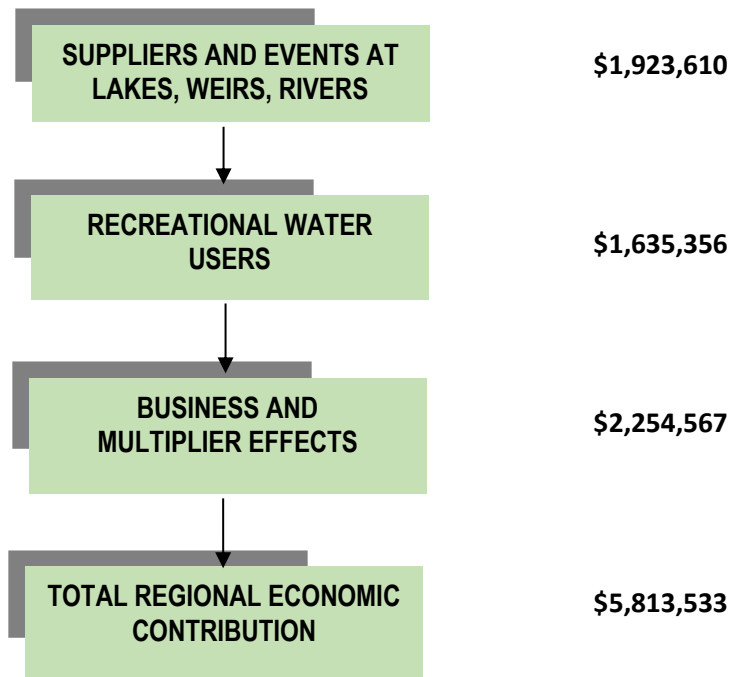 SUPPLIERS AND EVENTS AT
LAKES, WEIRS, RIVERS
$1,923,610
RECREATIONAL WATER
USERS
$1,635,356
BUSINESS AND
MULTIPLIER EFFECTS
$2,254,567
TOTAL REGIONAL ECONOMIC
CONTRIBUTION
$5,813,533